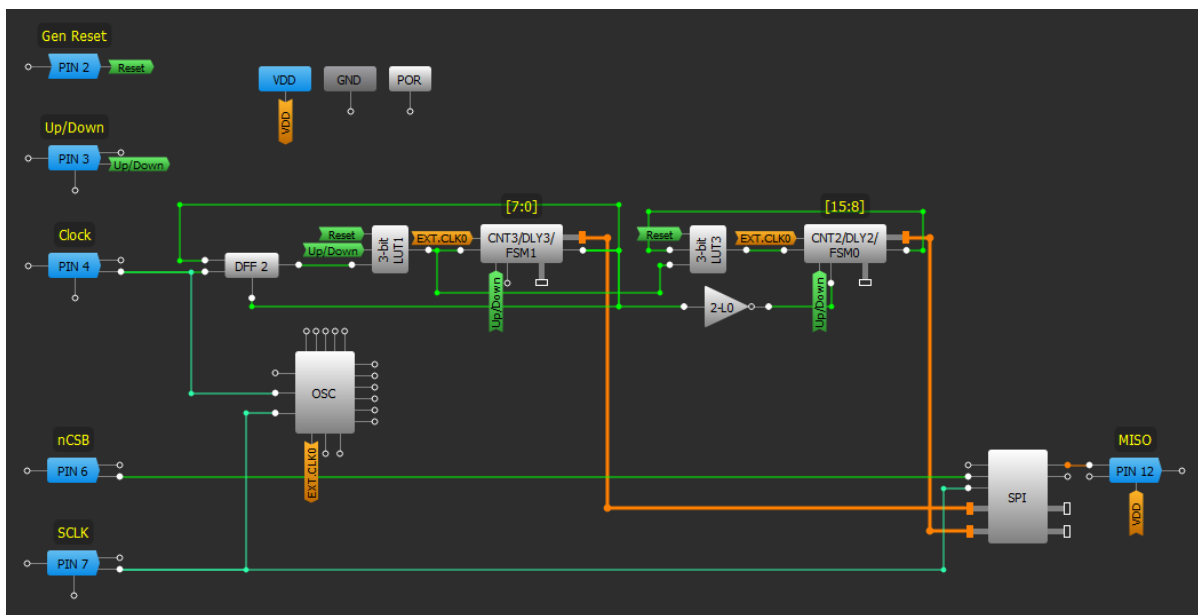 Gen Reset
PIN 2
Reset
VDD
GND
POR
VDD
Up/Down
PIN 3
Up/Down
[7:0]
[15:8]
Clock
PIN 4
DFF 2
Reset
Up/Down
3-bit
LUT1
EXT.CLK0
CNT3/DLY3/
FSM1
Up/Down
Reset
3-bit
LUT3
EXT.CLK0
CNT2/DLY2/
FSM0
Up/Down
2-L0
OSC
EXT.CLK0
nCSB
PIN 6
MISO
PIN 12
VDD
SPI
SCLK
PIN 7